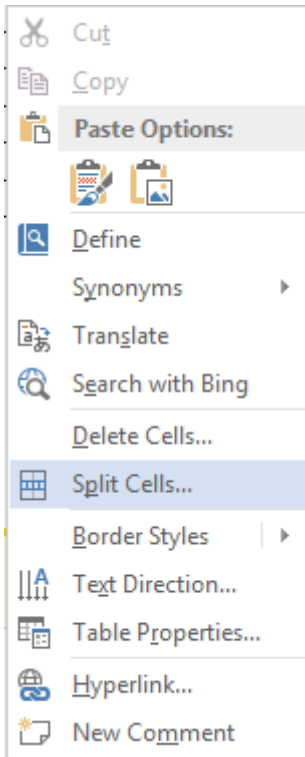 Cut
Copy
Paste Options:
Define
Synonyms
Translate
Search with Bing
Delete Cells...
Split Cells...
Border Styles
Text Direction...
Table Properties...
Hyperlink...
New Comment